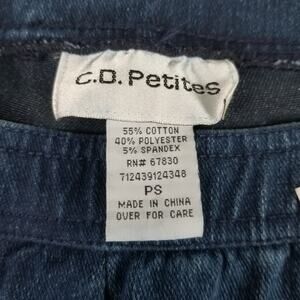 C.D. Petites
55% COTTON
40% POLYESTER
5% SPANDEX
RN# 67830
712439124348
PS
MADE IN CHINA
OVER FOR CARE